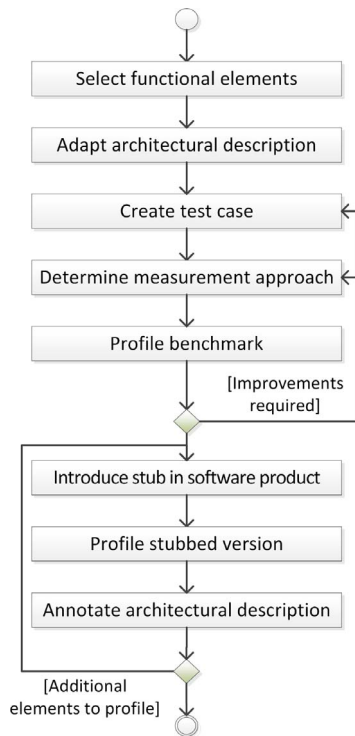 Select functional elements
Adapt architectural description
Create test case
Determine measurement approach
Profile benchmark
[Improvements
required]
Introduce stub in software product
Profile stubbed version
Annotate architectural description
[Additional
elements to profile]